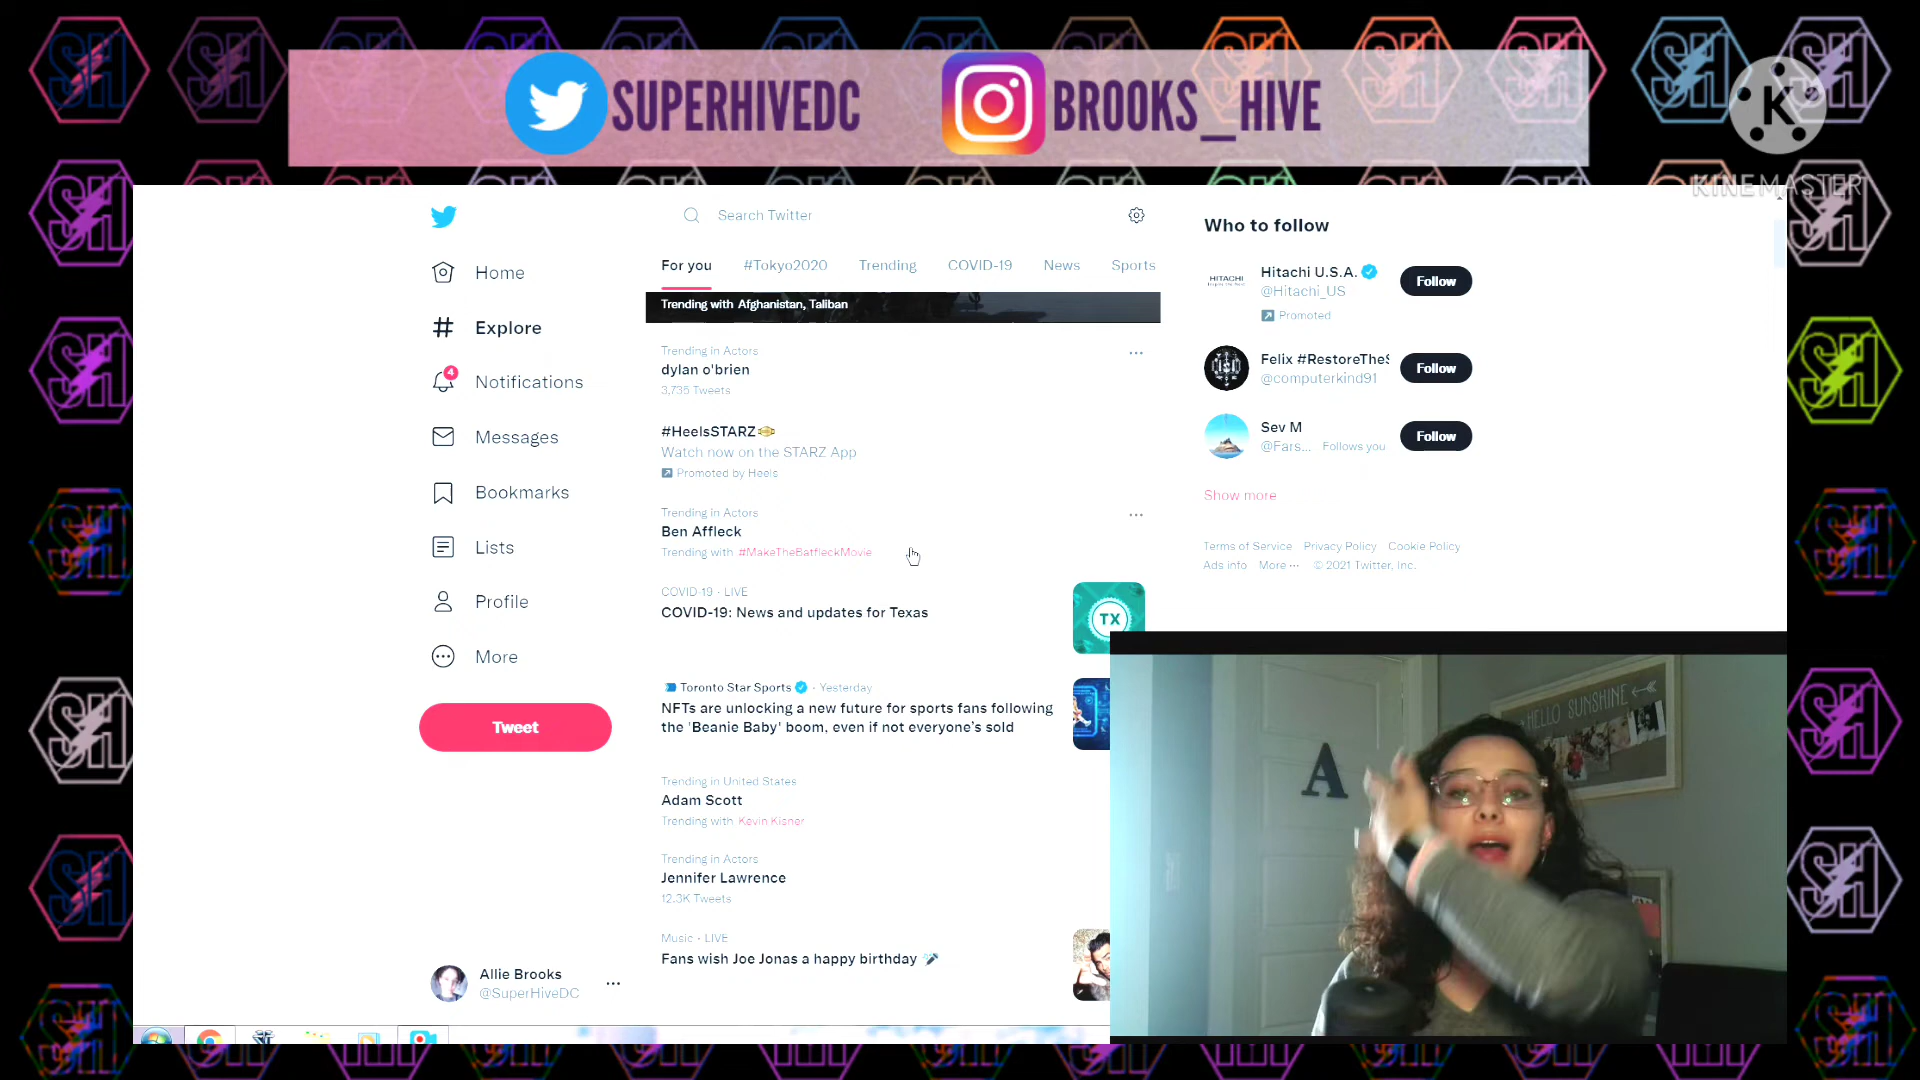 SUPERHIVEDC
BROOKS_HIVE
K
KINEMASTER
Search Twitter
Home
Explore
4
Notifications
Messages
Bookmarks
Lists
Profile
More
Tweet
Allie Brooks
@SuperHiveDC
For you
#Tokyo2020
Trending
COVID-19
News
Sports
Trending with Afghanistan, Taliban
Trending in Actors
dylan o'brien
3,735 Tweets
#HeelsSTARZ
Watch now on the STARZ App
Promoted by Heels
Trending in Actors
Ben Affleck
Trending with #MakeTheBatfleckMovie
COVID-19 · LIVE
COVID-19: News and updates for Texas
TX
Toronto Star Sports · Yesterday
NFTs are unlocking a new future for sports fans following
the 'Beanie Baby' boom, even if not everyone's sold
Trending in United States
Adam Scott
Trending with Kevin Kisner
Trending in Actors
Jennifer Lawrence
12.3K Tweets
Music · LIVE
Fans wish Joe Jonas a happy birthday
Who to follow
HITACHI
Hitachi U.S.A.
@Hitachi_US
Follow
Promoted
Felix #RestoreTheS
@computerkind91
Follow
Sev M
@Fars... Follows you
Follow
Show more
Terms of Service Privacy Policy Cookie Policy
Ads info More ··· © 2021 Twitter, Inc.
HELLO SUNSHINE
A
SH